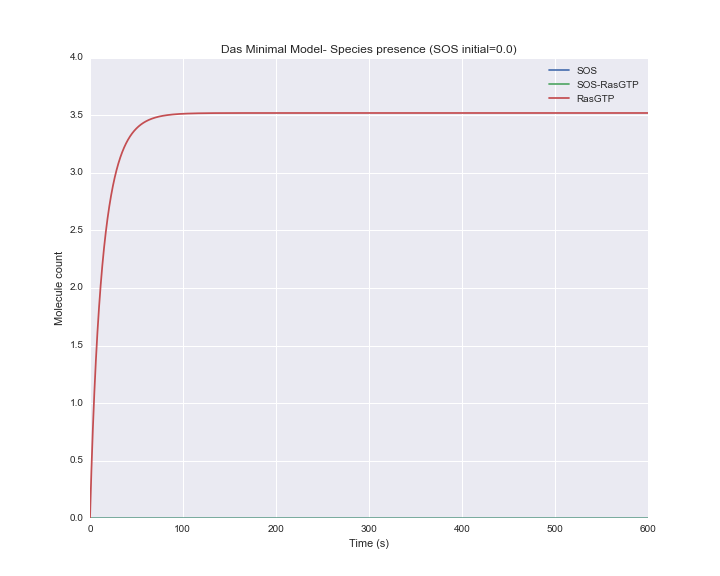 Das Minimal Model- Species presence (SOS initial=0.0)
4.0
3.5
3.0
2.5
2.0
1.5
1.0
0.5
0.0
Molecule count
SOS
SOS-RasGTP
RasGTP
0 100 200 300 400 500 600
Time (s)